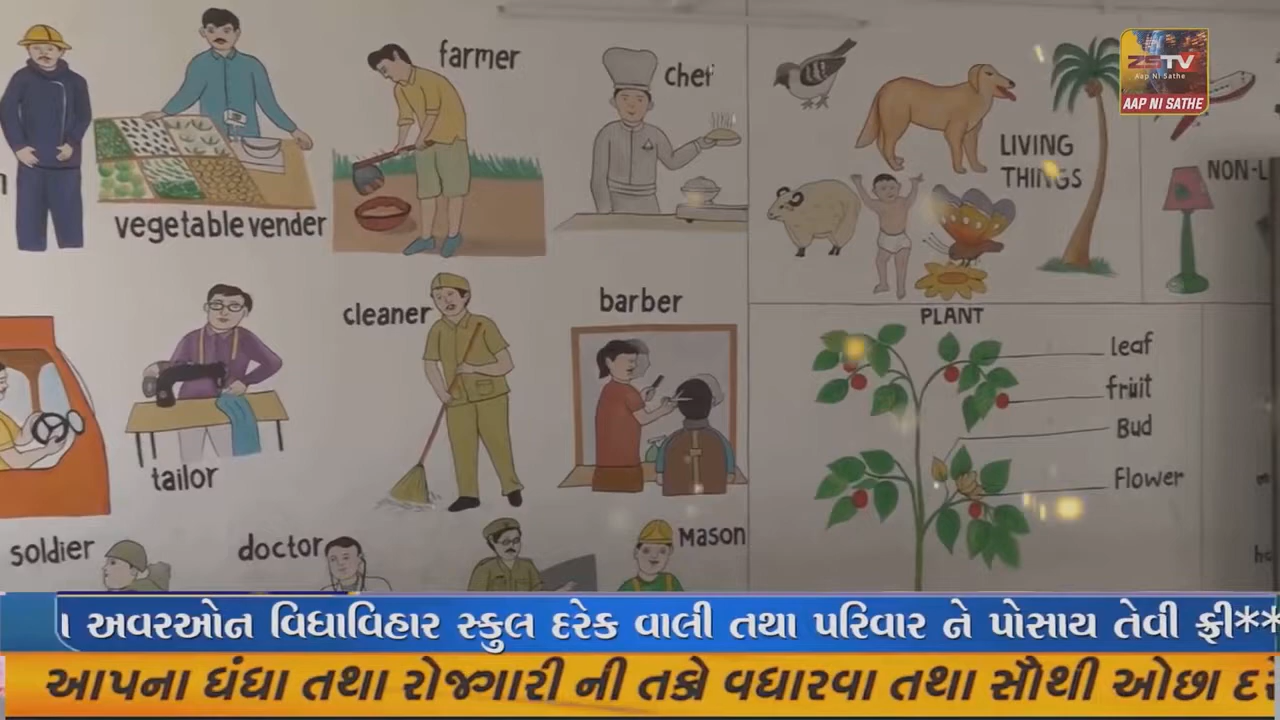 farmer
chef
vegetable vender
LIVING
THINGS
NON-L
ZSTV
Aap Ni Sathe
AAP NI SATHE
cleaner
barber
tailor
PLANT
leaf
fruit
Bud
Flower
soldier
doctor
Mason
અવરઓન વિધાવિહાર સ્કુલ દરેક વાલી તથા પરિવાર ને પોસાય તેવી ફ્રી**
આપના ધંધા તથા રોજગારી ની તકો વધારવા તથા સૌથી ઓછા દરે